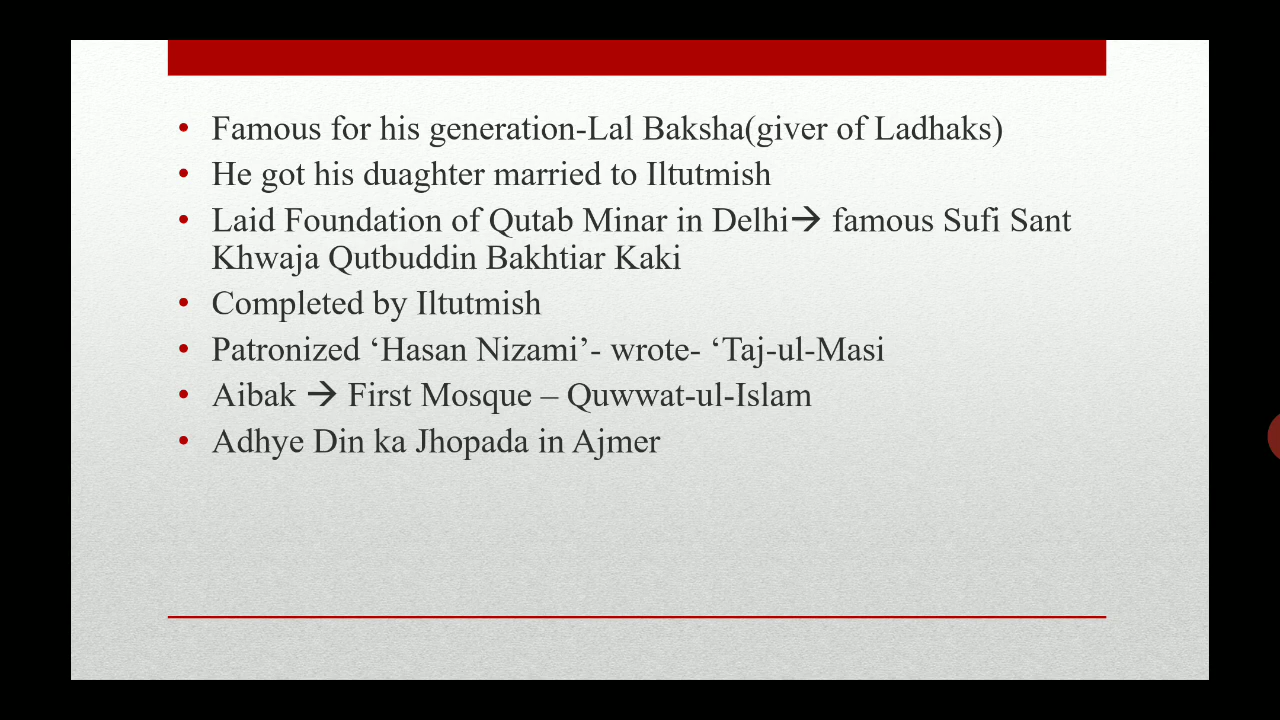 • Famous for his generation-Lal Baksha(giver of Ladhaks)
• He got his duaghter married to Iltutmish
• Laid Foundation of Qutab Minar in Delhi→ famous Sufi Sant
Khwaja Qutbuddin Bakhtiar Kaki
• Completed by Iltutmish
• Patronized ‘Hasan Nizami’- wrote- ‘Taj-ul-Masi
• Aibak → First Mosque – Quwwat-ul-Islam
• Adhye Din ka Jhopada in Ajmer